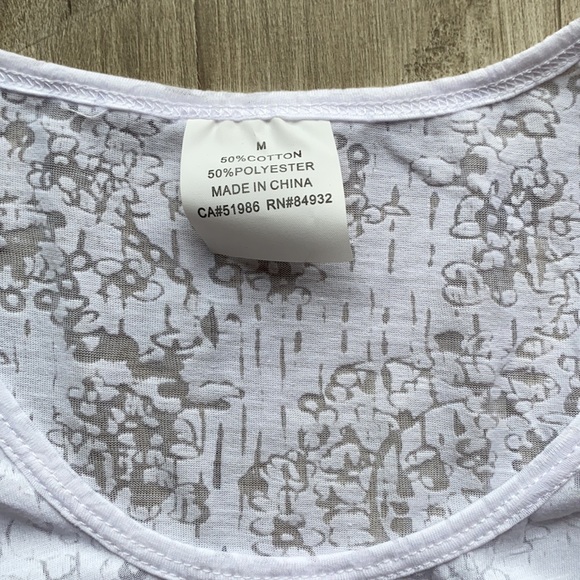 M
50%COTTON
50%POLYESTER
MADE IN CHINA
CA#51986 RN#84932